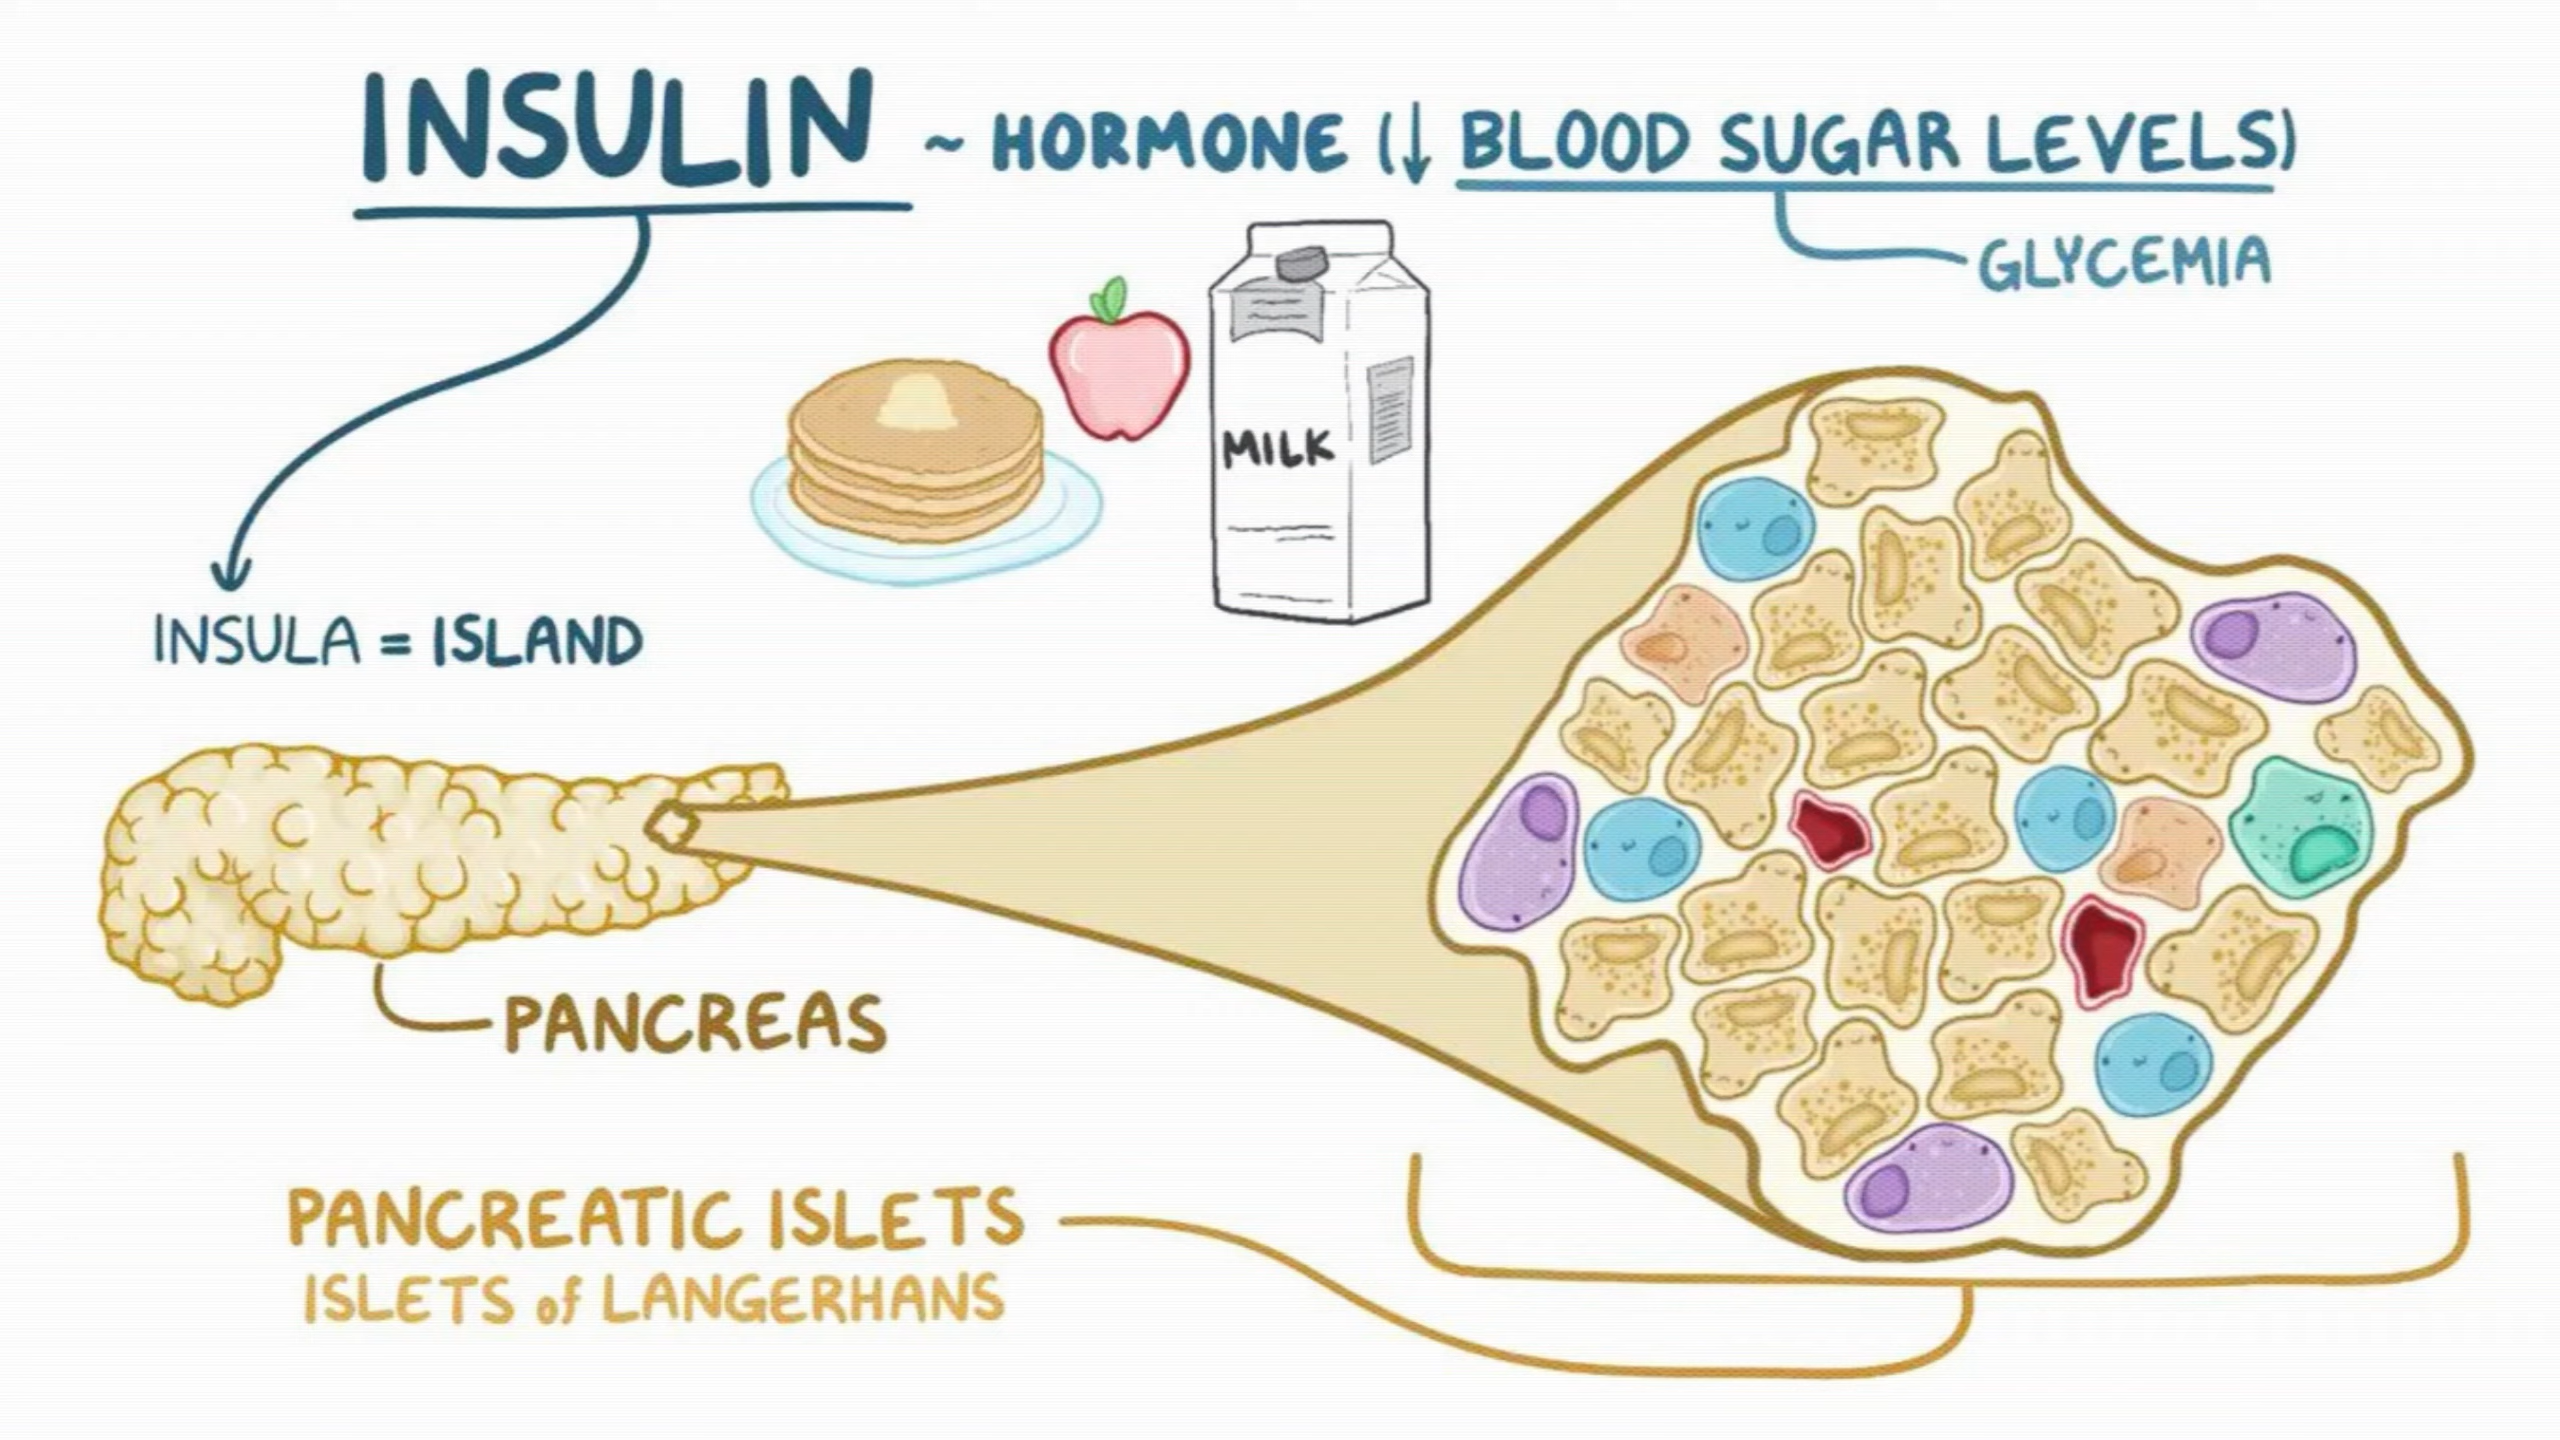 INSULIN ~ HORMONE (↓ BLOOD SUGAR LEVELS)
GLYCEMIA
MILK
INSULA = ISLAND
PANCREAS
PANCREATIC ISLETS
ISLETS of LANGERHANS